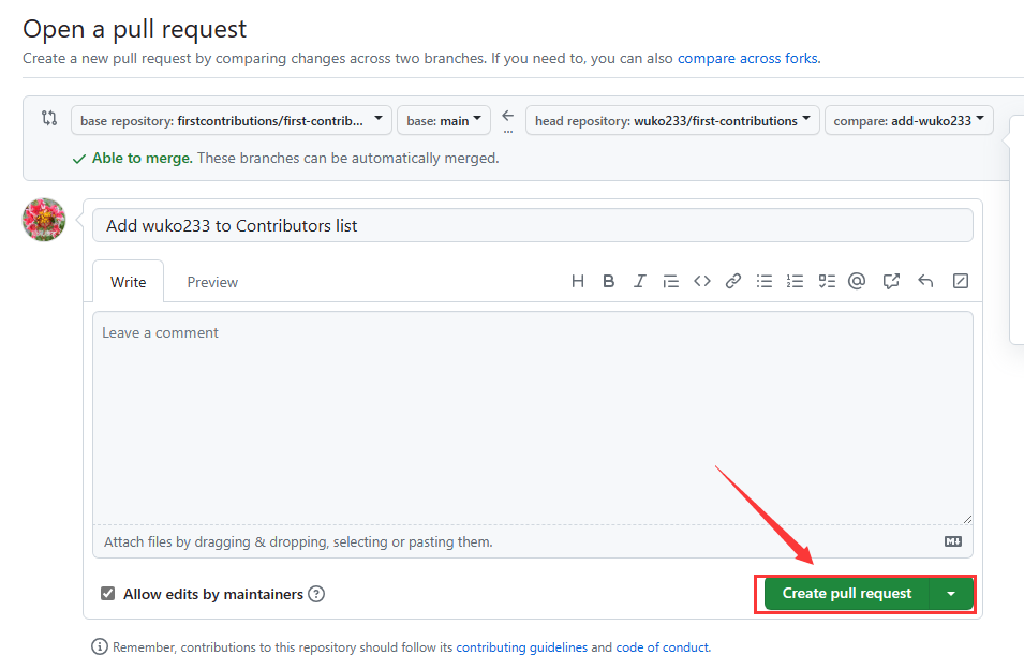 Open a pull request
Create a new pull request by comparing changes across two branches. If you need to, you can also compare across forks.
base repository: firstcontributions/first-contrib... base: main head repository: wuko233/first-contributions compare: add-wuko233
Able to merge. These branches can be automatically merged.
Add wuko233 to Contributors list
Write Preview
Leave a comment
Attach files by dragging & dropping, selecting or pasting them.
Allow edits by maintainers
Create pull request
Remember, contributions to this repository should follow its contributing guidelines and code of conduct.